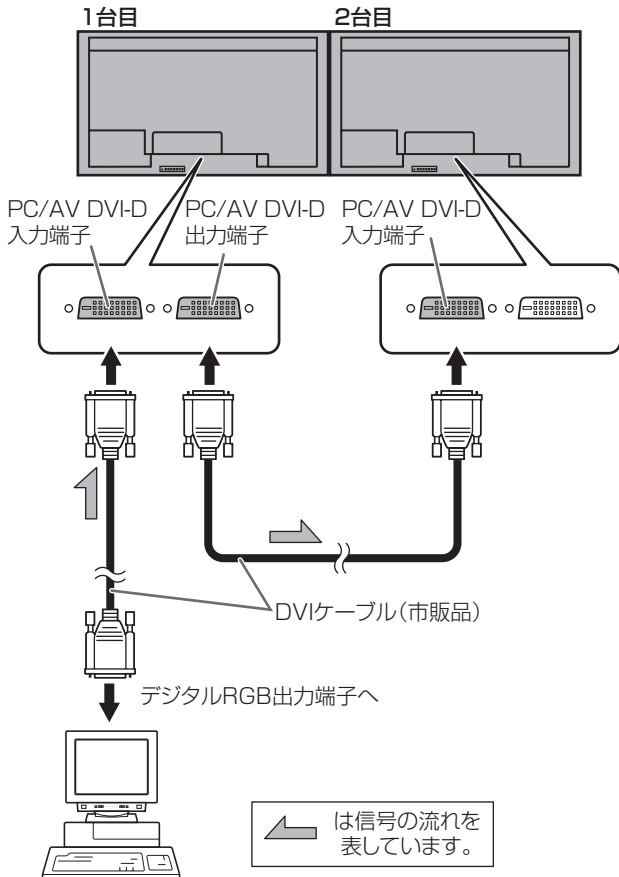 1台目
2台目
PC/AV DVI-D
入力端子
PC/AV DVI-D
出力端子
PC/AV DVI-D
入力端子
DVIケーブル（市販品）
デジタルRGB出力端子へ
は信号の流れを
表しています。